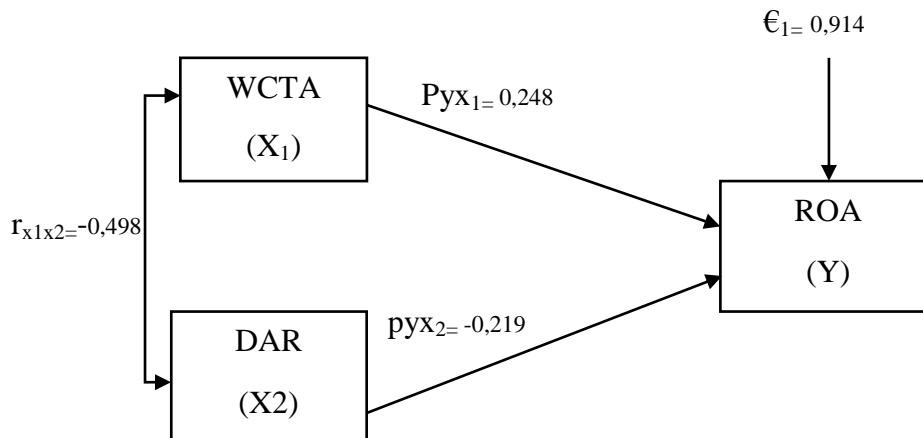 €1= 0,914
WCTA
(X1)
Pyx1= 0,248
rx1x2=-0,498
ROA
(Y)
pyx2= -0,219
DAR
(X2)